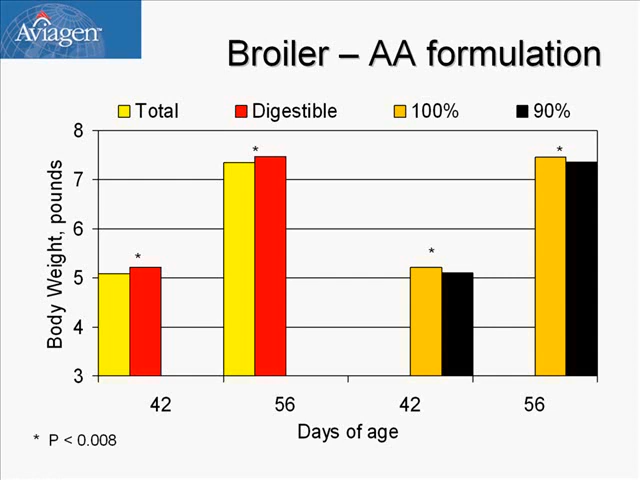 Aviagen™
Broiler – AA formulation
Total Digestible 100% 90%
Body Weight, pounds
8
7
6
5
4
3
* * * *
42 56 42 56
Days of age
* P < 0.008